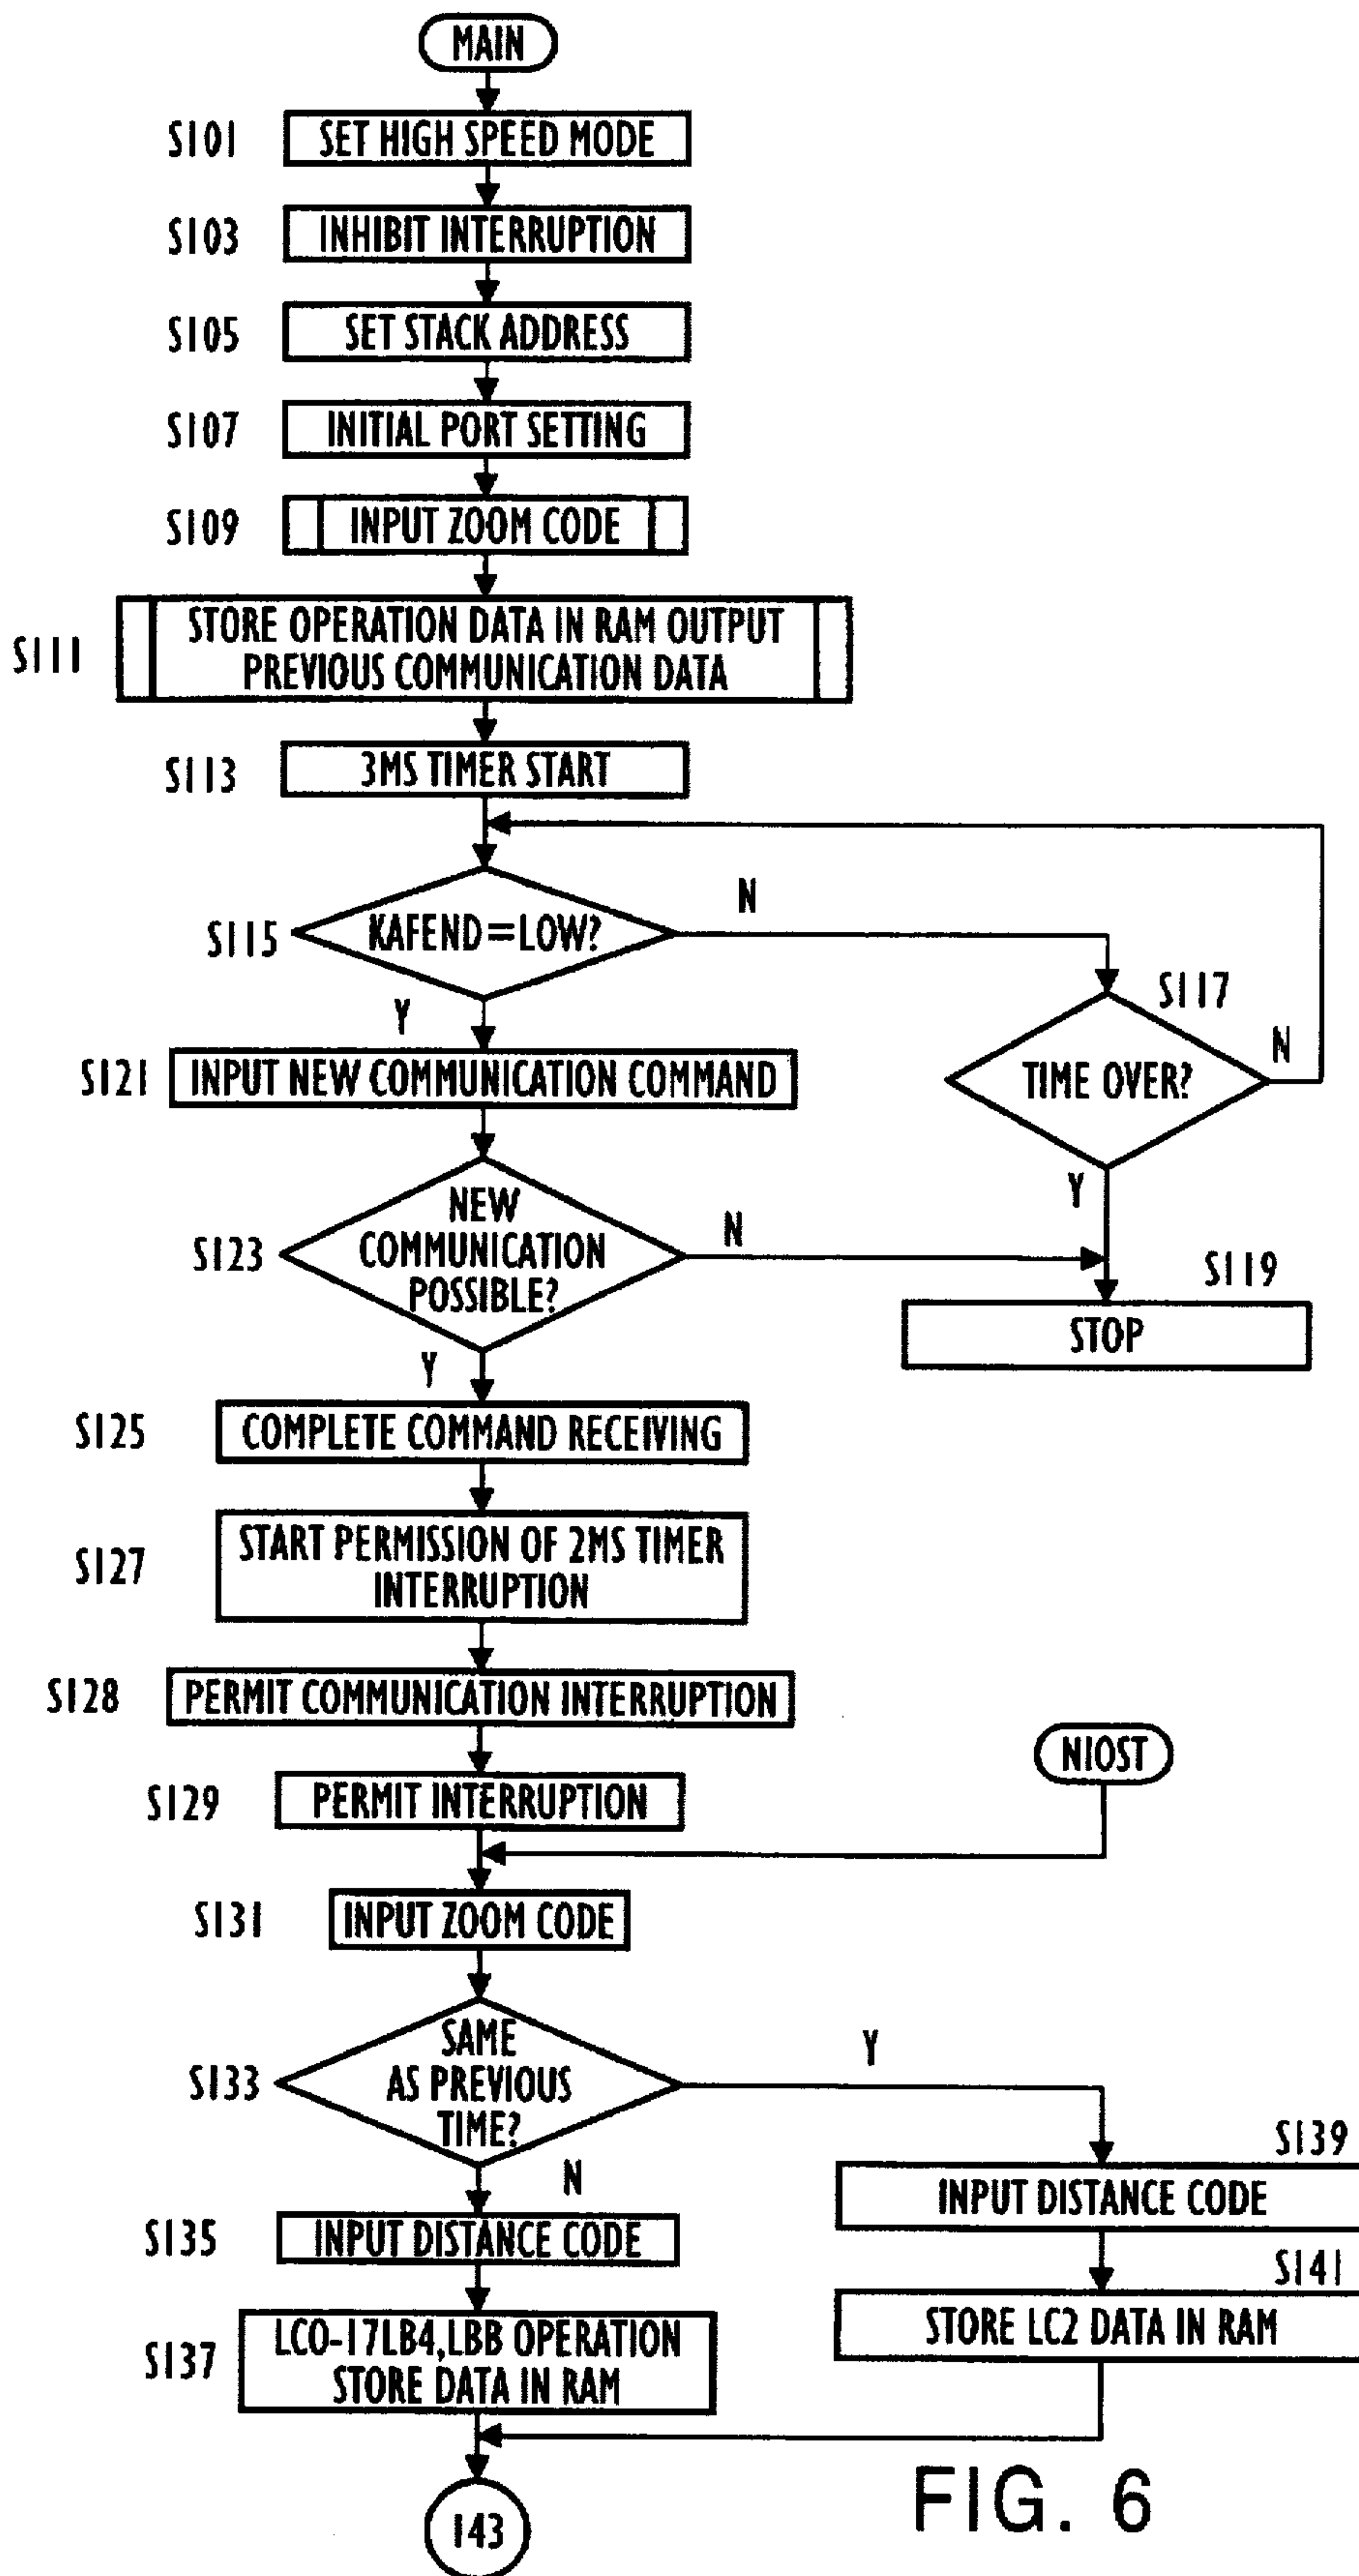 MAIN
S101
SET HIGH SPEED MODE
S103
INHIBIT INTERRUPTION
S105
SET STACK ADDRESS
S107
INITIAL PORT SETTING
S109
INPUT ZOOM CODE
S111
STORE OPERATION DATA IN RAM OUTPUT
PREVIOUS COMMUNICATION DATA
S113
3MS TIMER START
S115
KAFEND=LOW?
N
Y
S117
TIME OVER?
N
Y
S121
INPUT NEW COMMUNICATION COMMAND
S123
NEW
COMMUNICATION
POSSIBLE?
N
Y
S119
STOP
S125
COMPLETE COMMAND RECEIVING
S127
START PERMISSION OF 2MS TIMER
INTERRUPTION
S128
PERMIT COMMUNICATION INTERRUPTION
S129
PERMIT INTERRUPTION
NIOST
S131
INPUT ZOOM CODE
S133
SAME
AS PREVIOUS
TIME?
Y
N
S135
INPUT DISTANCE CODE
S137
LC0-17LB4,LBB OPERATION
STORE DATA IN RAM
S139
INPUT DISTANCE CODE
S141
STORE LC2 DATA IN RAM
143
FIG. 6